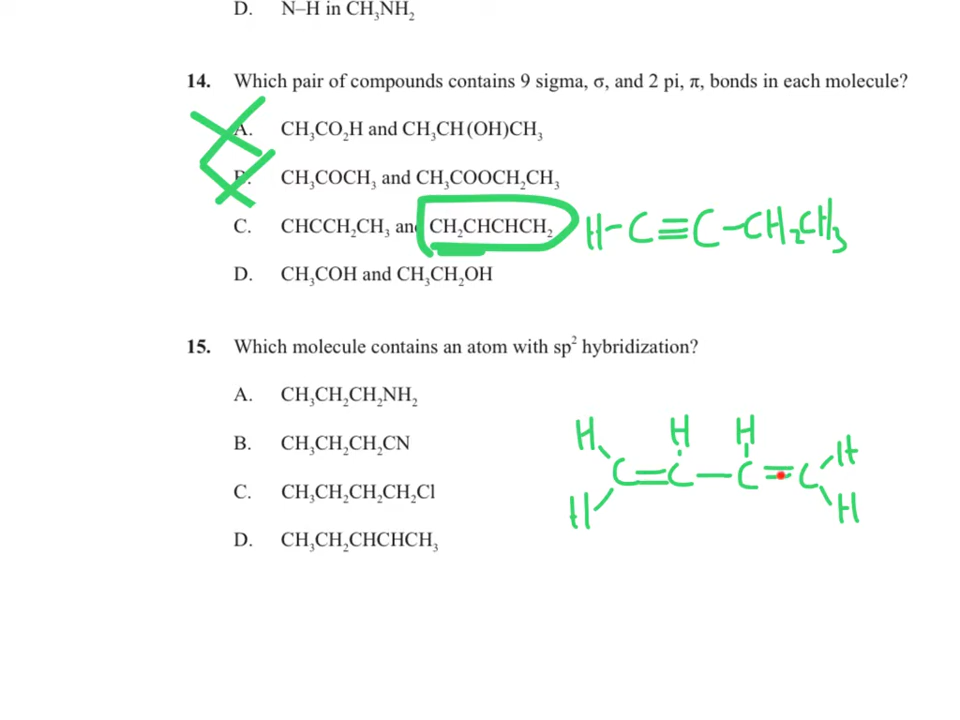 D. N–H in CH₃NH₂
14. Which pair of compounds contains 9 sigma, σ, and 2 pi, π, bonds in each molecule?
A. CH₃CO₂H and CH₃CH(OH)CH₃
B. CH₃COCH₃ and CH₃COOCH₂CH₃
C. CHCCH₂CH₃ and CH₂CHCHCH₂ H–C≡C–CH₂CH₃
D. CH₃COH and CH₃CH₂OH
15. Which molecule contains an atom with sp² hybridization?
A. CH₃CH₂CH₂NH₂
B. CH₃CH₂CH₂CN
C. CH₃CH₂CH₂CH₂Cl
D. CH₃CH₂CHCHCH₃
H H H H
C=C–C=C
H H